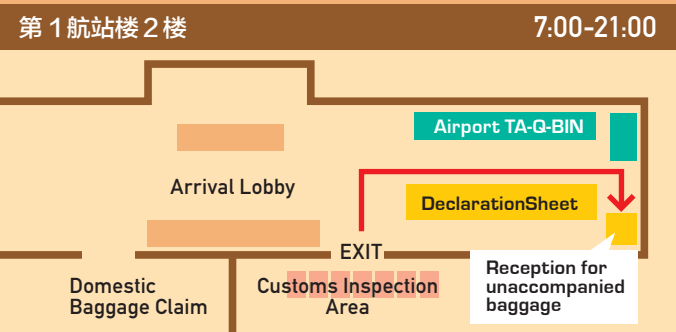 第1航站楼2楼
7:00-21:00
Airport TA-Q-BIN
Arrival Lobby
DeclarationSheet
EXIT
Domestic
Baggage Claim
Customs Inspection
Area
Reception for
unaccompanied
baggage